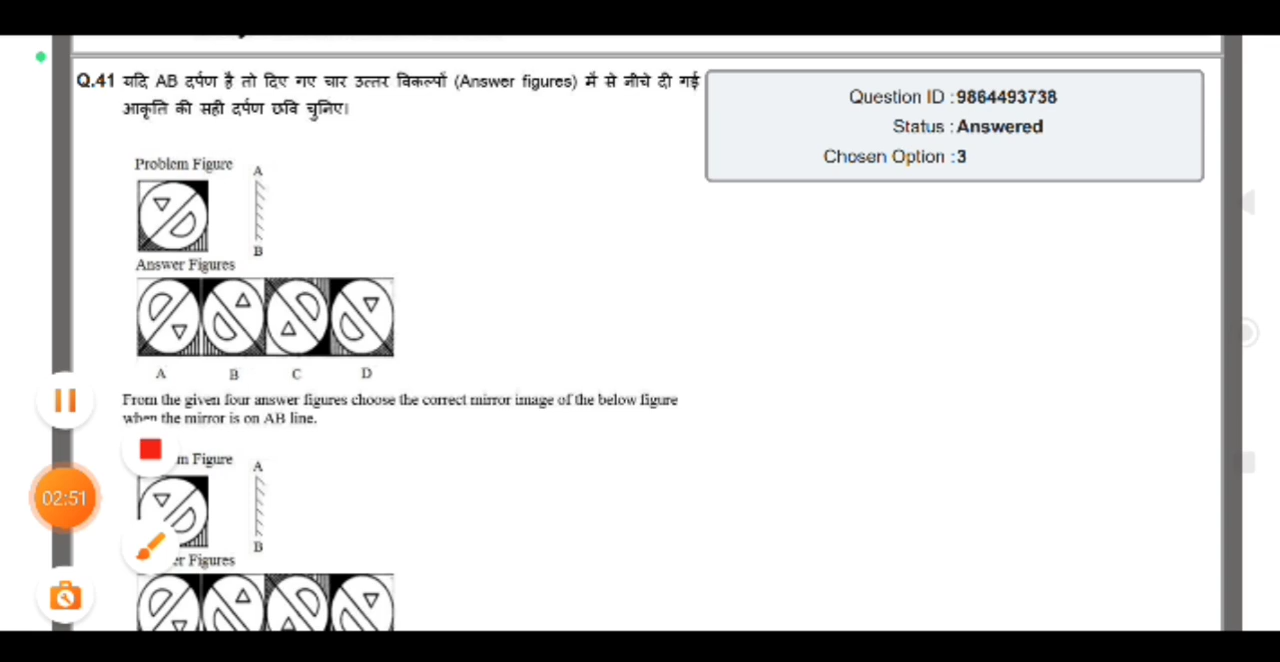 Q.41 यदि AB दर्पण है तो दिए गए चार उत्तर विकल्पों (Answer figures) में से नीचे दी गई
आकृति की सही दर्पण छवि चुनिए।
Question ID : 9864493738
Status : Answered
Chosen Option : 3
Problem Figure
A
B
Answer Figures
A B C D
From the given four answer figures choose the correct mirror image of the below figure
when the mirror is on AB line.
m Figure
A
B
er Figures
02:51